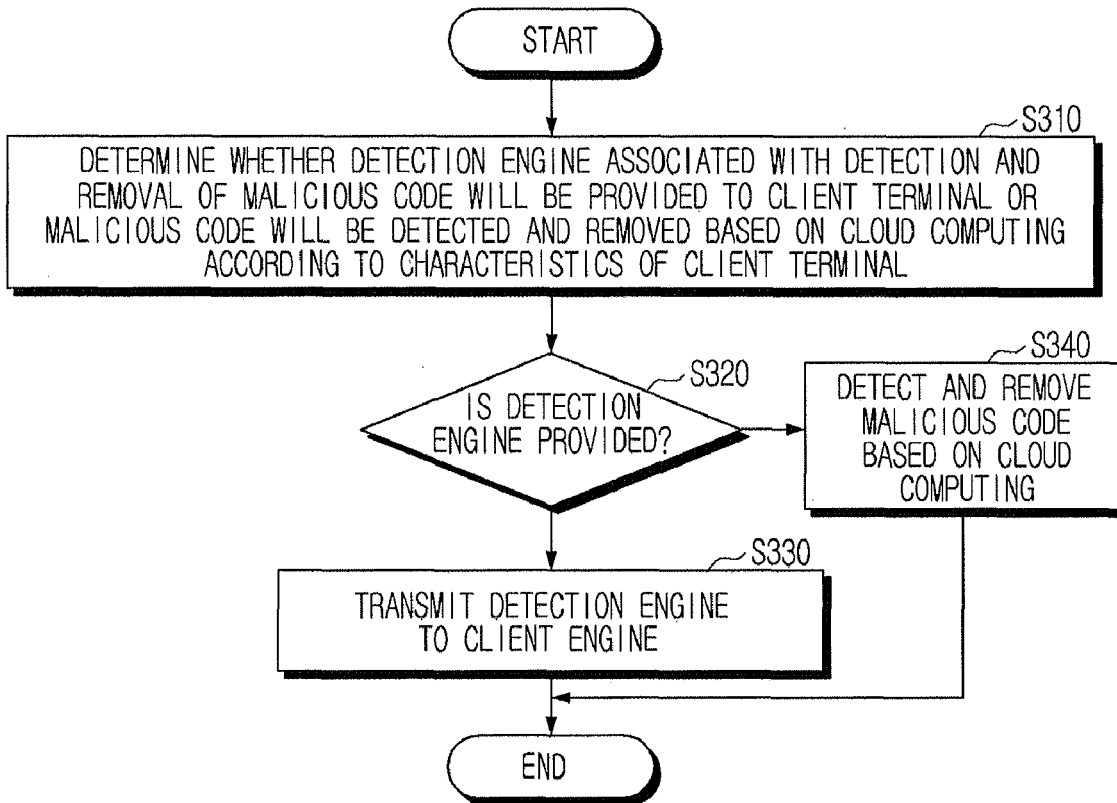 START
S310
DETERMINE WHETHER DETECTION ENGINE ASSOCIATED WITH DETECTION AND
REMOVAL OF MALICIOUS CODE WILL BE PROVIDED TO CLIENT TERMINAL OR
MALICIOUS CODE WILL BE DETECTED AND REMOVED BASED ON CLOUD COMPUTING
ACCORDING TO CHARACTERISTICS OF CLIENT TERMINAL
S320
IS DETECTION
ENGINE PROVIDED?
S340
DETECT AND REMOVE
MALICIOUS CODE
BASED ON CLOUD
COMPUTING
S330
TRANSMIT DETECTION ENGINE
TO CLIENT ENGINE
END